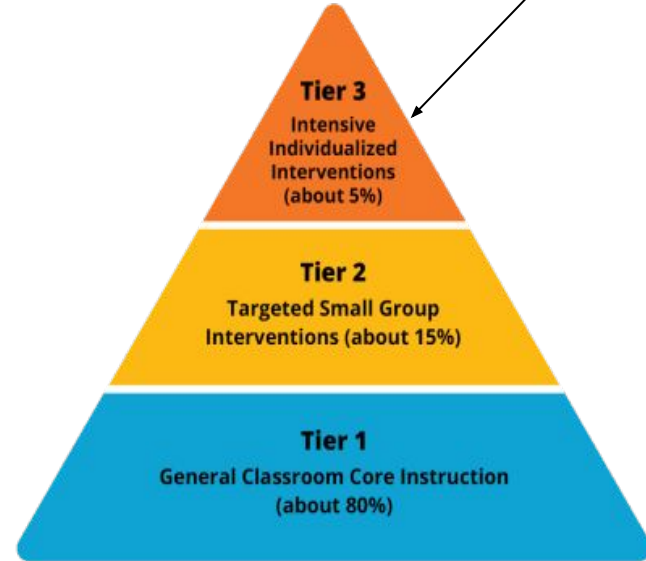 Tier 3
Intensive
Individualized
Interventions
(about 5%)
Tier 2
Targeted Small Group
Interventions (about 15%)
Tier 1
General Classroom Core Instruction
(about 80%)